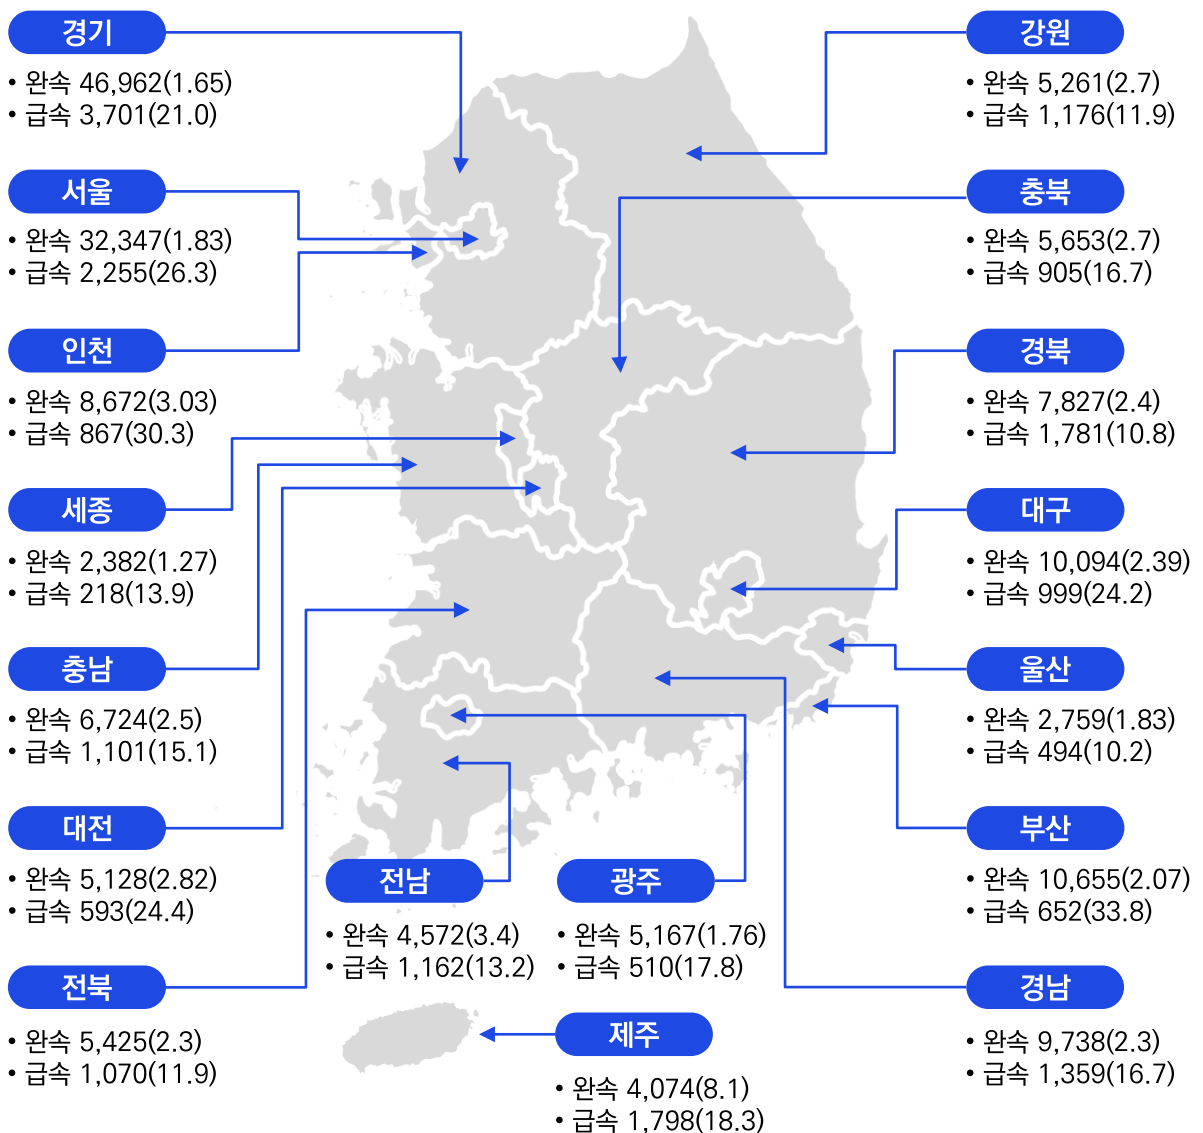 경기
• 완속 46,962(1.65)
• 급속 3,701(21.0)
서울
• 완속 32,347(1.83)
• 급속 2,255(26.3)
인천
• 완속 8,672(3.03)
• 급속 867(30.3)
세종
• 완속 2,382(1.27)
• 급속 218(13.9)
충남
• 완속 6,724(2.5)
• 급속 1,101(15.1)
대전
• 완속 5,128(2.82)
• 급속 593(24.4)
전북
• 완속 5,425(2.3)
• 급속 1,070(11.9)
전남
• 완속 4,572(3.4)
• 급속 1,162(13.2)
광주
• 완속 5,167(1.76)
• 급속 510(17.8)
제주
• 완속 4,074(8.1)
• 급속 1,798(18.3)
강원
• 완속 5,261(2.7)
• 급속 1,176(11.9)
충북
• 완속 5,653(2.7)
• 급속 905(16.7)
경북
• 완속 7,827(2.4)
• 급속 1,781(10.8)
대구
• 완속 10,094(2.39)
• 급속 999(24.2)
울산
• 완속 2,759(1.83)
• 급속 494(10.2)
부산
• 완속 10,655(2.07)
• 급속 652(33.8)
경남
• 완속 9,738(2.3)
• 급속 1,359(16.7)